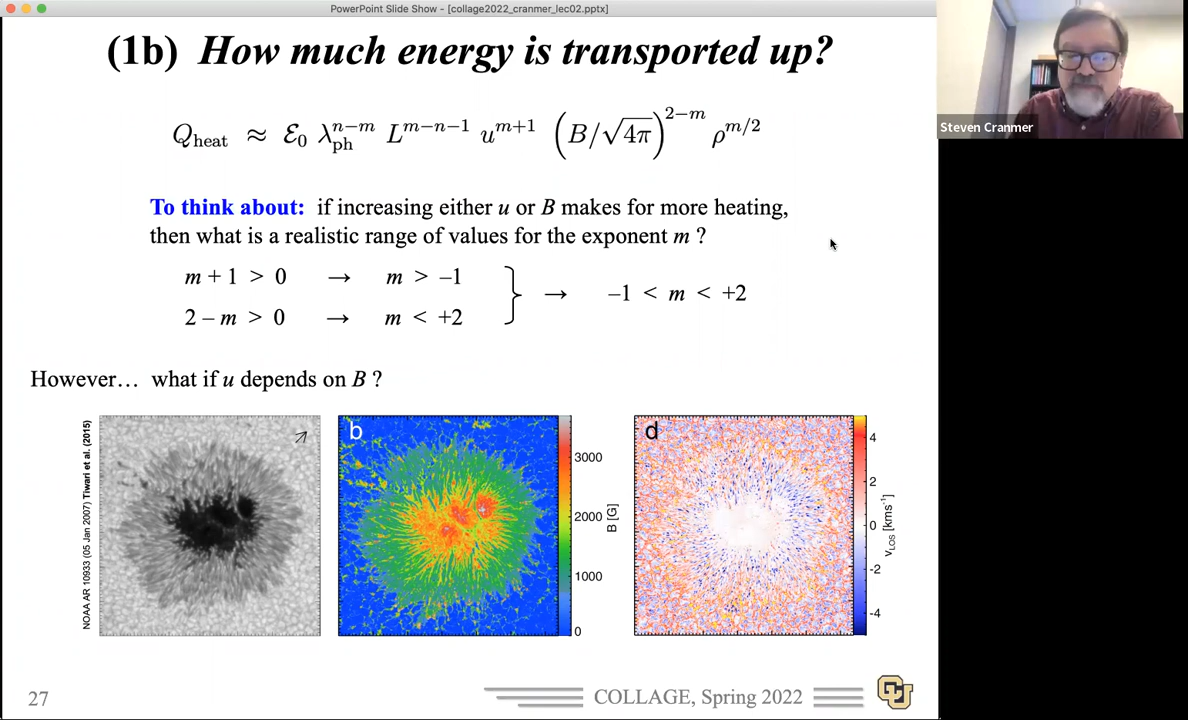 PowerPoint Slide Show - [collage2022_cranmer_lec02.pptx]
(1b) How much energy is transported up?
Q_heat ≈ ℰ₀ λ_ph^{n−m} L^{m−n−1} u^{m+1} (B/√4π)^{2−m} ρ^{m/2}
To think about: if increasing either u or B makes for more heating,
then what is a realistic range of values for the exponent m ?
m + 1 > 0 → m > –1
2 – m > 0 → m < +2
} → –1 < m < +2
However… what if u depends on B ?
NOAA AR 10933 (05 Jan 2007) Tiwari et al. (2015)
b
3000
2000
1000
0
B [G]
d
4
2
0
-2
-4
v_LOS [kms⁻¹]
27
COLLAGE, Spring 2022
CU
Steven Cranmer